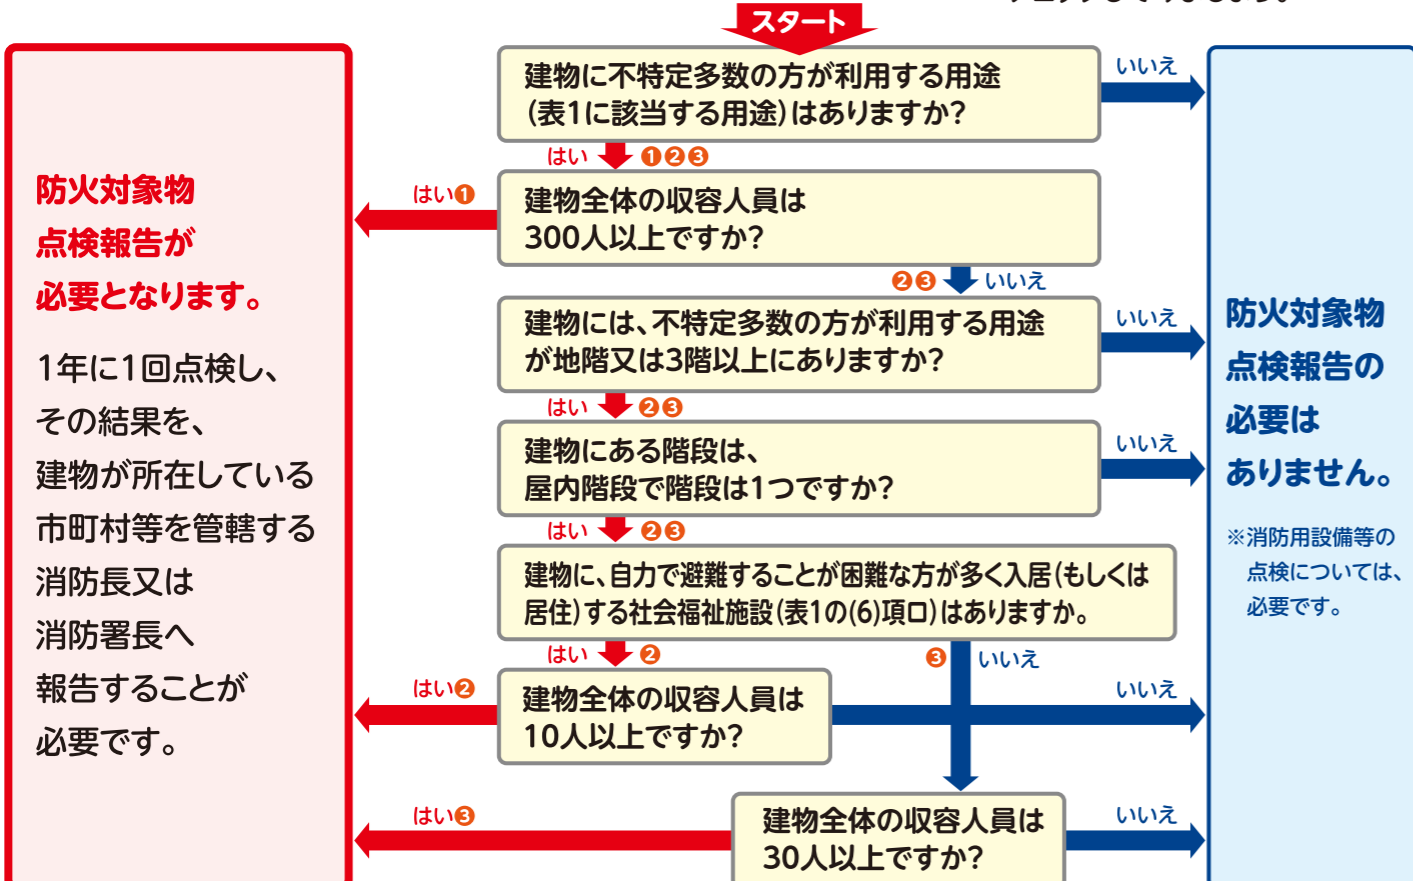 スタート
建物に不特定多数の方が利用する用途
(表1に該当する用途)はありますか?
いいえ
はい ❶❷❸
建物全体の収容人員は
300人以上ですか?
はい❶
❷❸ いいえ
建物には、不特定多数の方が利用する用途
が地階又は3階以上にありますか?
いいえ
はい ❷❸
建物にある階段は、
屋内階段で階段は1つですか?
いいえ
はい ❷❸
建物に、自力で避難することが困難な方が多く入居(もしくは
居住)する社会福祉施設(表1の(6)項ロ)はありますか。
はい ❷
❸ いいえ
建物全体の収容人員は
10人以上ですか?
はい❷
いいえ
建物全体の収容人員は
30人以上ですか?
はい❸
いいえ
防火対象物
点検報告が
必要となります。
1年に1回点検し、
その結果を、
建物が所在している
市町村等を管轄する
消防長又は
消防署長へ
報告することが
必要です。
防火対象物
点検報告の
必要は
ありません。
※消防用設備等の
点検については、
必要です。